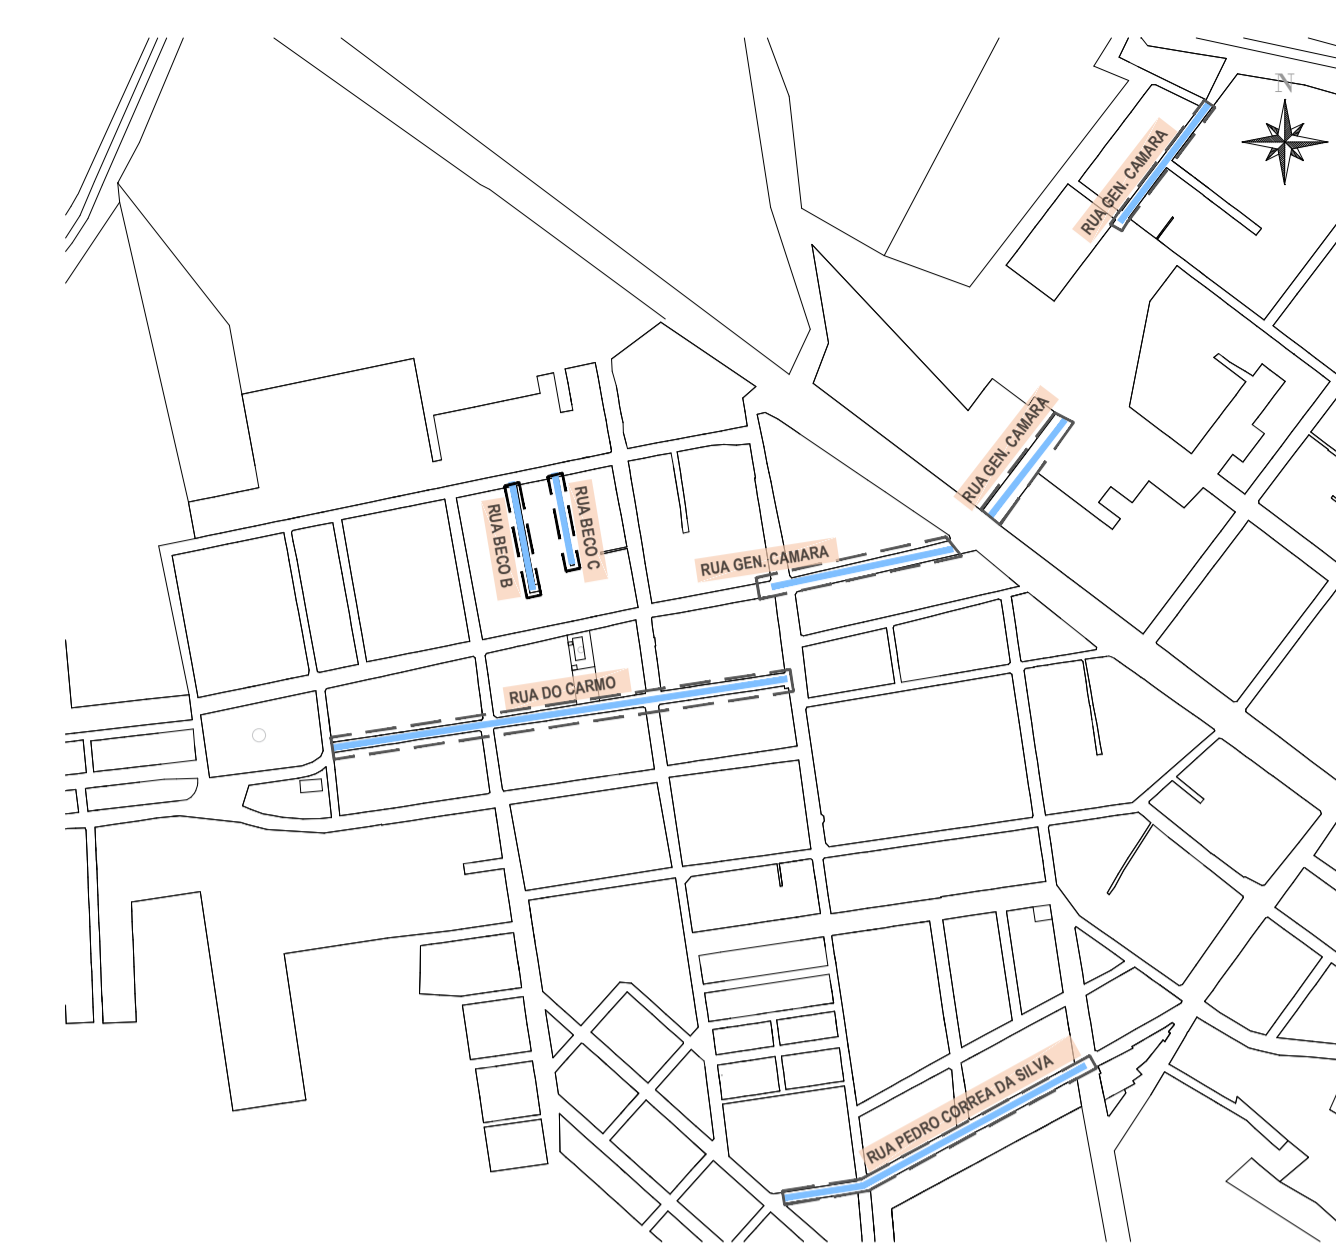 N
RUA GEN. CAMARA
RUA GEN. CAMARA
RUA BECO B
RUA BECO C
RUA GEN. CAMARA
RUA DO CARMO
RUA PEDRO CORREA DA SILVA